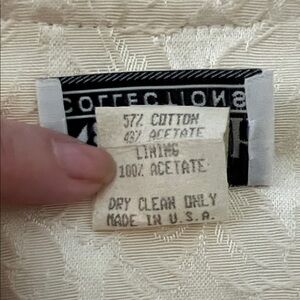 COLLECTIONS
57% COTTON
43% ACETATE
LINING
100% ACETATE
DRY CLEAN ONLY
MADE IN U.S.A.